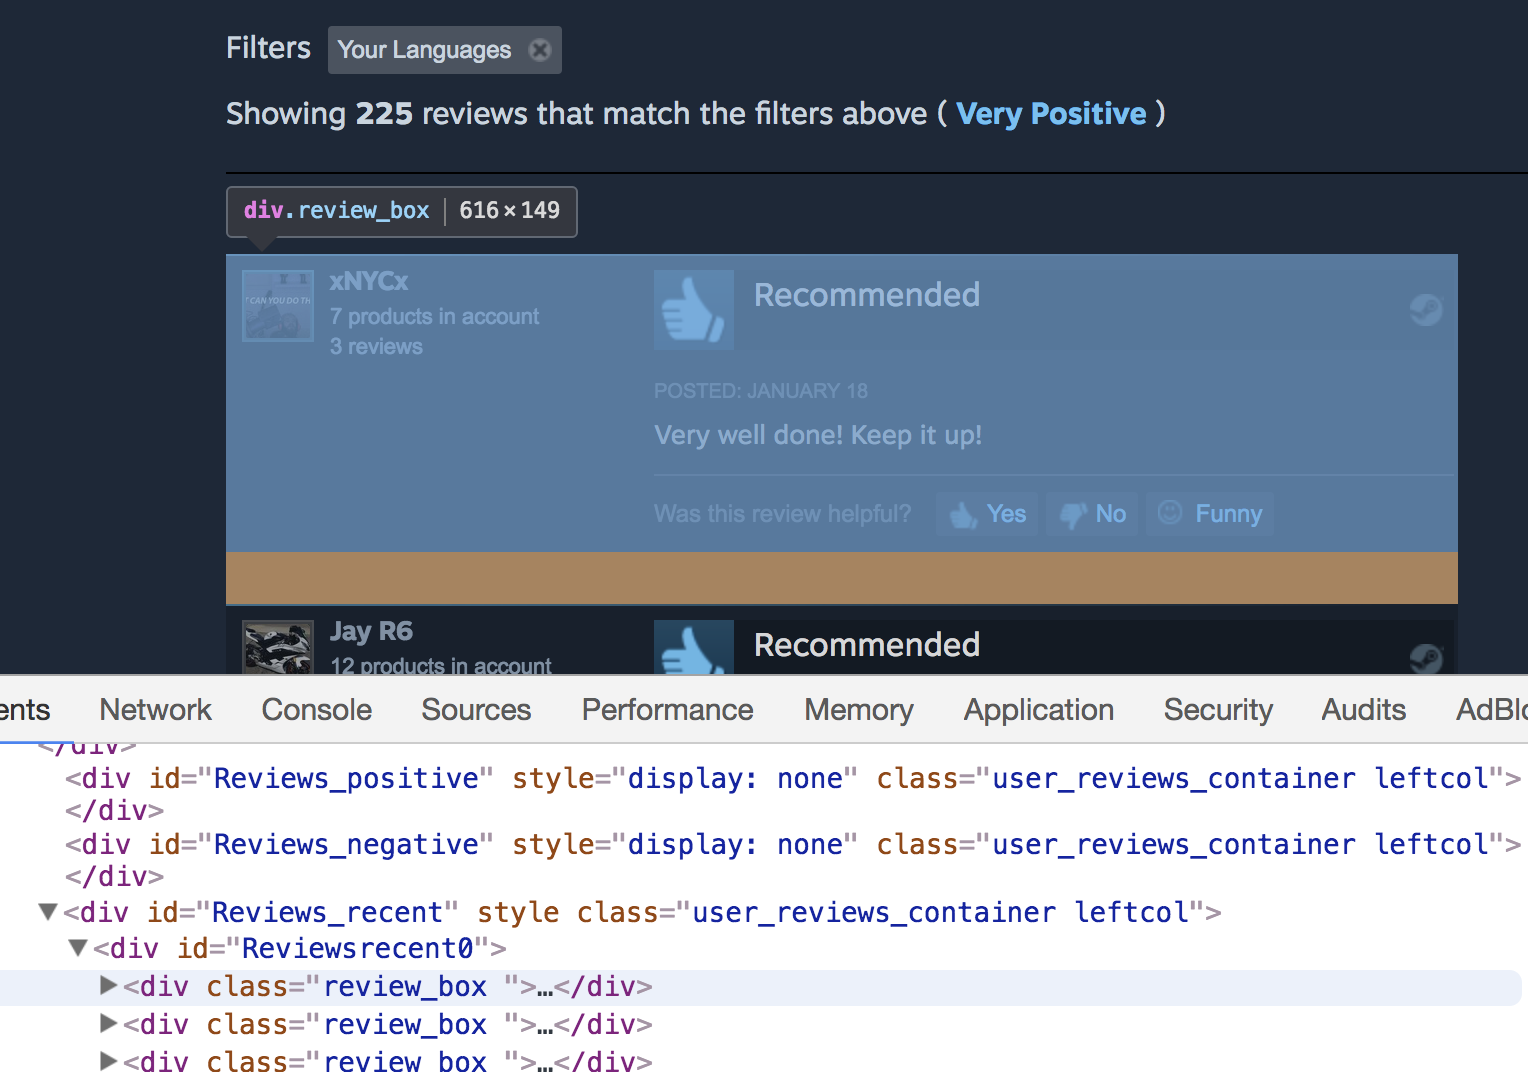 Filters Your Languages
Showing 225 reviews that match the filters above ( Very Positive )
div.review_box 616×149
xNYCx
7 products in account
3 reviews
CAN YOU DO TH
Recommended
POSTED: JANUARY 18
Very well done! Keep it up!
Was this review helpful? Yes No Funny
Jay R6
12 products in account
Recommended
ents Network Console Sources Performance Memory Application Security Audits AdBlo
</div>
<div id="Reviews_positive" style="display: none" class="user_reviews_container leftcol">
</div>
<div id="Reviews_negative" style="display: none" class="user_reviews_container leftcol">
</div>
▼<div id="Reviews_recent" style class="user_reviews_container leftcol">
▼<div id="Reviewsrecent0">
▶<div class="review_box ">…</div>
▶<div class="review_box ">…</div>
▶<div class="review_box ">…</div>